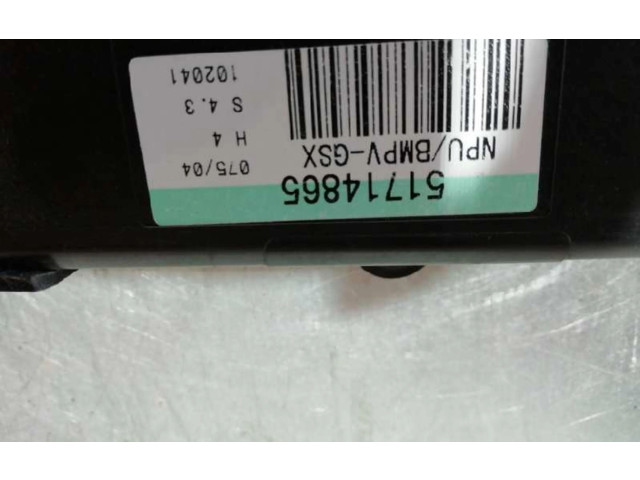 51714865
NPU/BMPV-GSX
075/04
H 4
S 4.3
102041